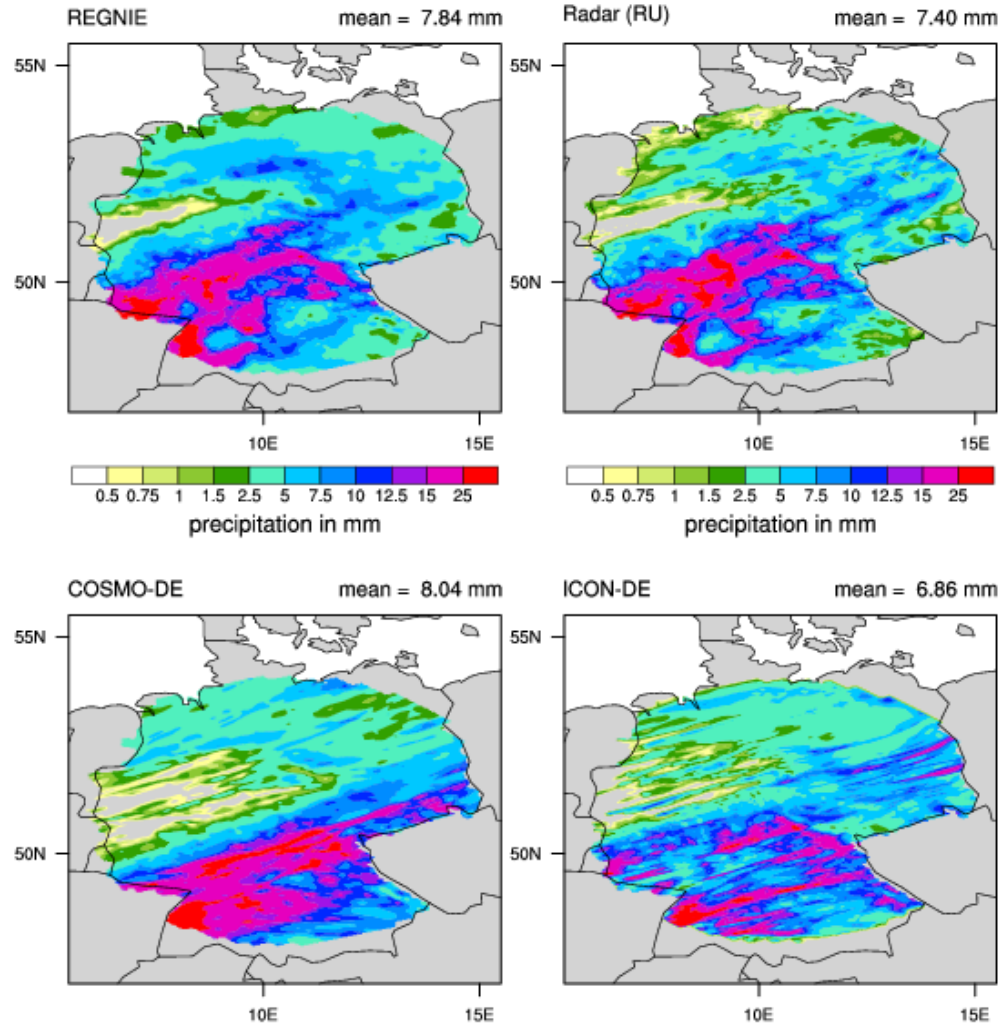 REGNIE mean = 7.84 mm
Radar (RU) mean = 7.40 mm
55N
50N
10E 15E
55N
50N
10E 15E
0.5 0.75 1 1.5 2.5 5 7.5 10 12.5 15 25
precipitation in mm
0.5 0.75 1 1.5 2.5 5 7.5 10 12.5 15 25
precipitation in mm
COSMO-DE mean = 8.04 mm
ICON-DE mean = 6.86 mm
55N
50N
10E 15E
55N
50N
10E 15E